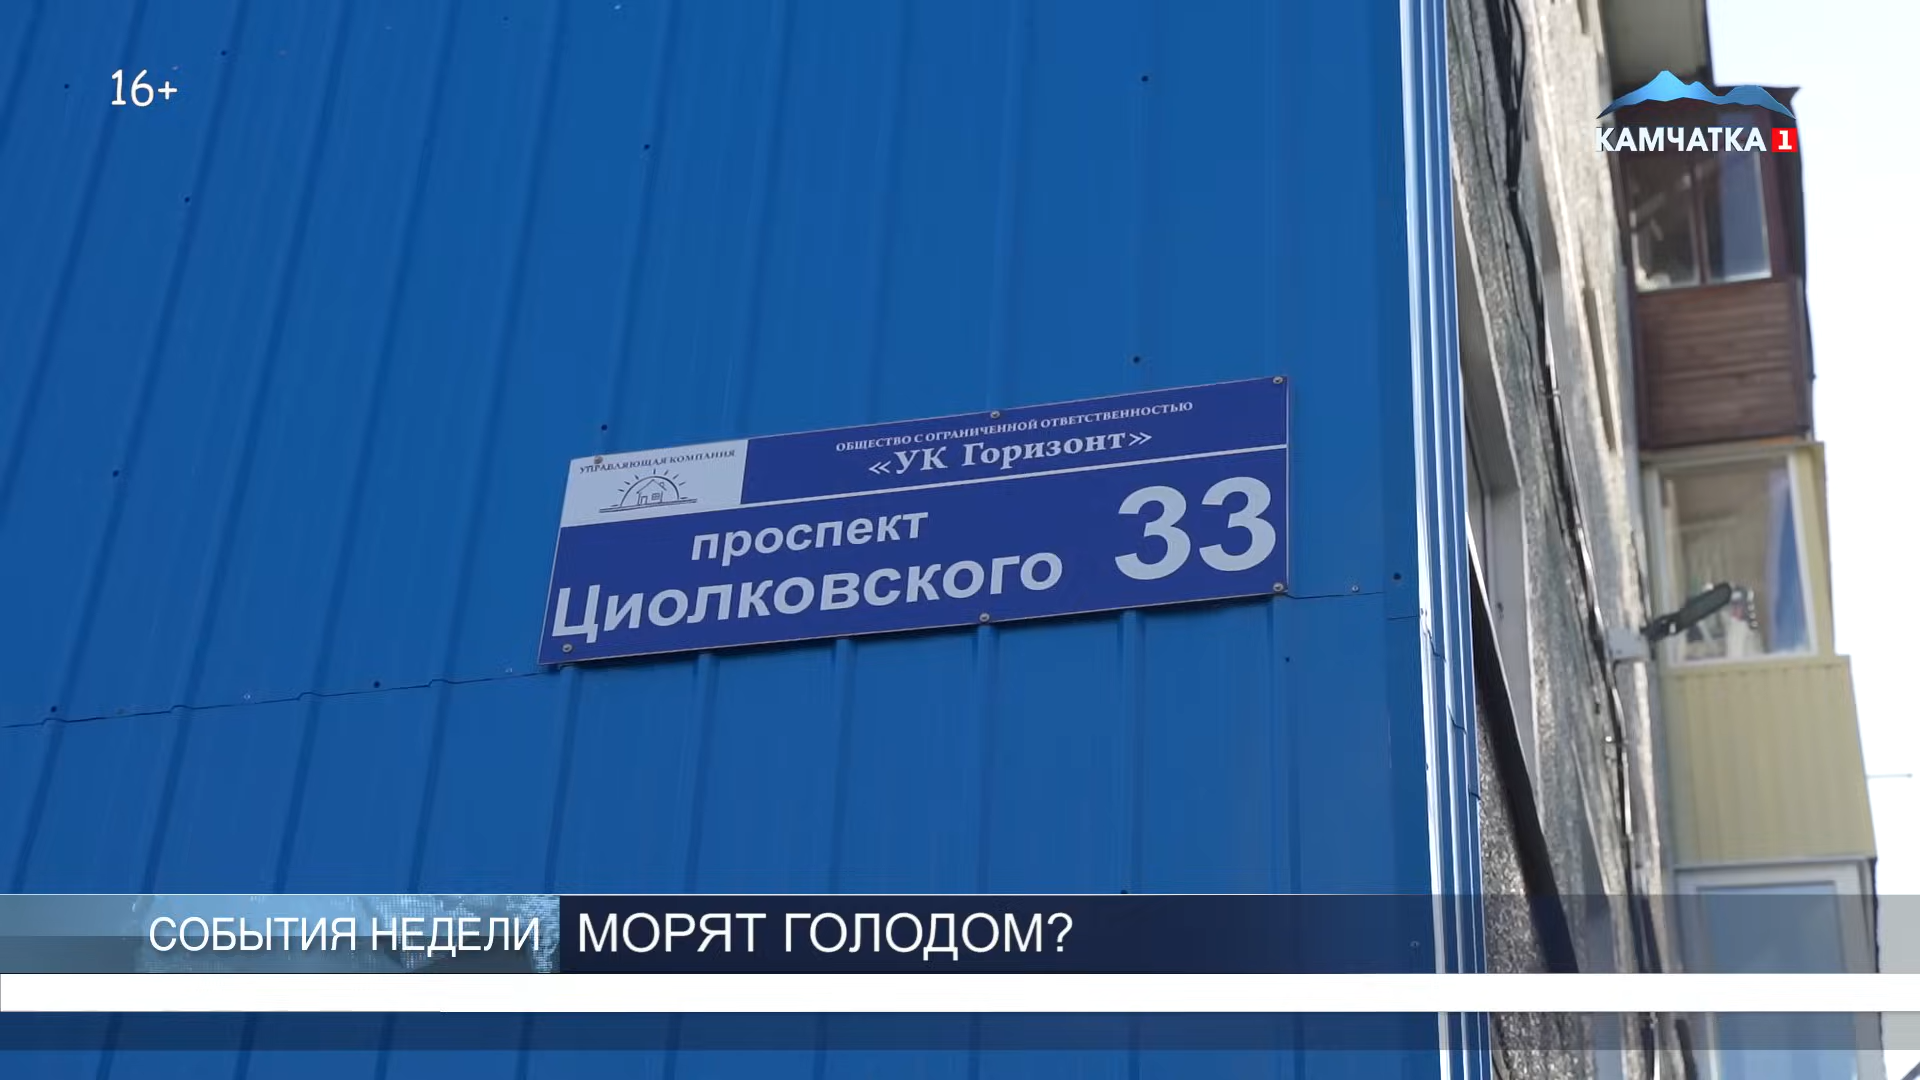 16+
КАМЧАТКА 1
УПРАВЛЯЮЩАЯ КОМПАНИЯ
ОБЩЕСТВО С ОГРАНИЧЕННОЙ ОТВЕТСТВЕННОСТЬЮ
«УК Горизонт»
проспект
Циолковского 33
СОБЫТИЯ НЕДЕЛИ
МОРЯТ ГОЛОДОМ?